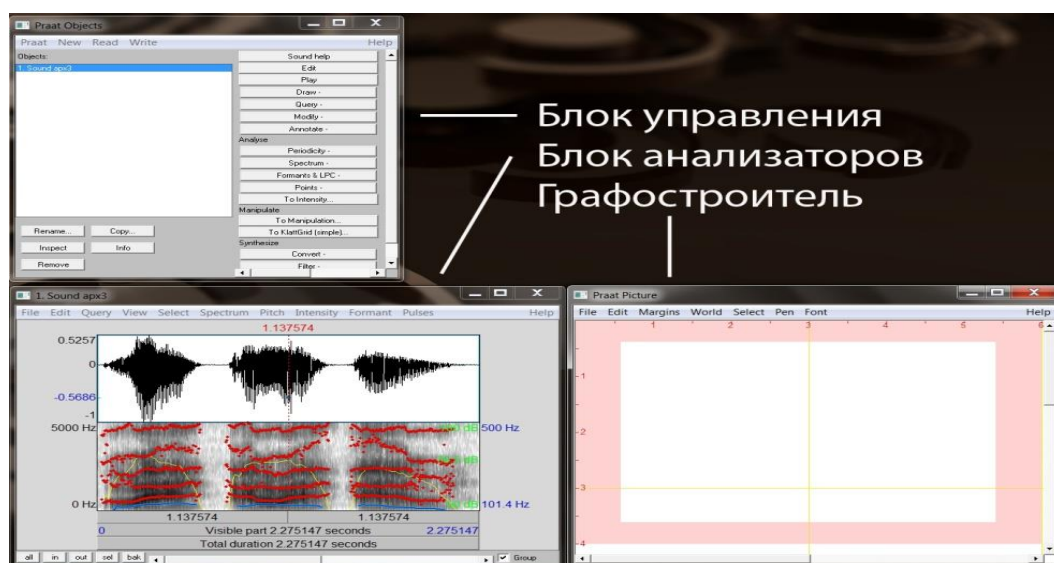 Praat Objects
Praat New Read Write Help
Objects:
1. Sound apx3
Sound help
Edit
Play
Draw -
Query -
Modify -
Annotate -
Analyse
Periodicity -
Spectrum -
Formants & LPC -
Points -
To Intensity...
Manipulate
To Manipulation...
To KlattGrid (simple)...
Synthesize
Convert -
Filter -
Rename... Copy...
Inspect Info
Remove
Блок управления
Блок анализаторов
Графостроитель
1. Sound apx3
File Edit Query View Select Spectrum Pitch Intensity Formant Pulses Help
1.137574
0.5257
0
-0.5686
-1
5000 Hz
500 Hz
0 Hz
101.4 Hz
1.137574 1.137574
0 Visible part 2.275147 seconds 2.275147
Total duration 2.275147 seconds
all in out sel bak Group
Praat Picture
File Edit Margins World Select Pen Font Help
1 2 3 4 5 6
1
2
3
4